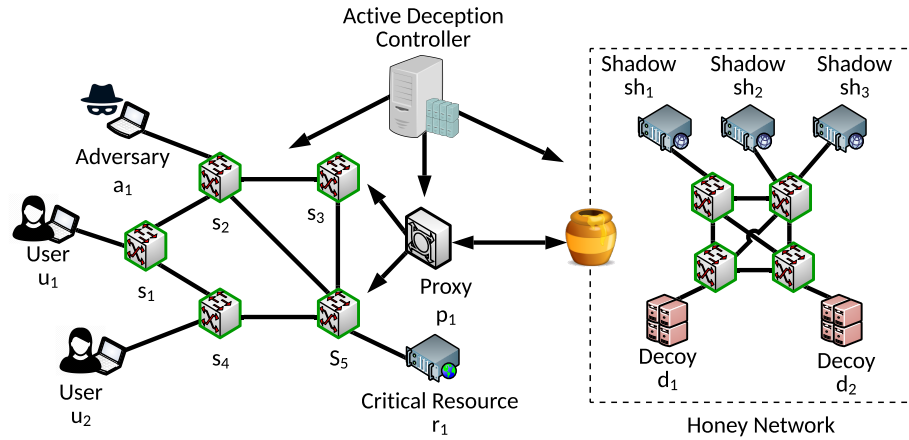 Active Deception
Controller
Shadow
sh₁
Shadow
sh₂
Shadow
sh₃
Adversary
a₁
s₂
s₃
User
u₁
s₁
Proxy
p₁
s₄
S₅
User
u₂
Critical Resource
r₁
Decoy
d₁
Decoy
d₂
Honey Network